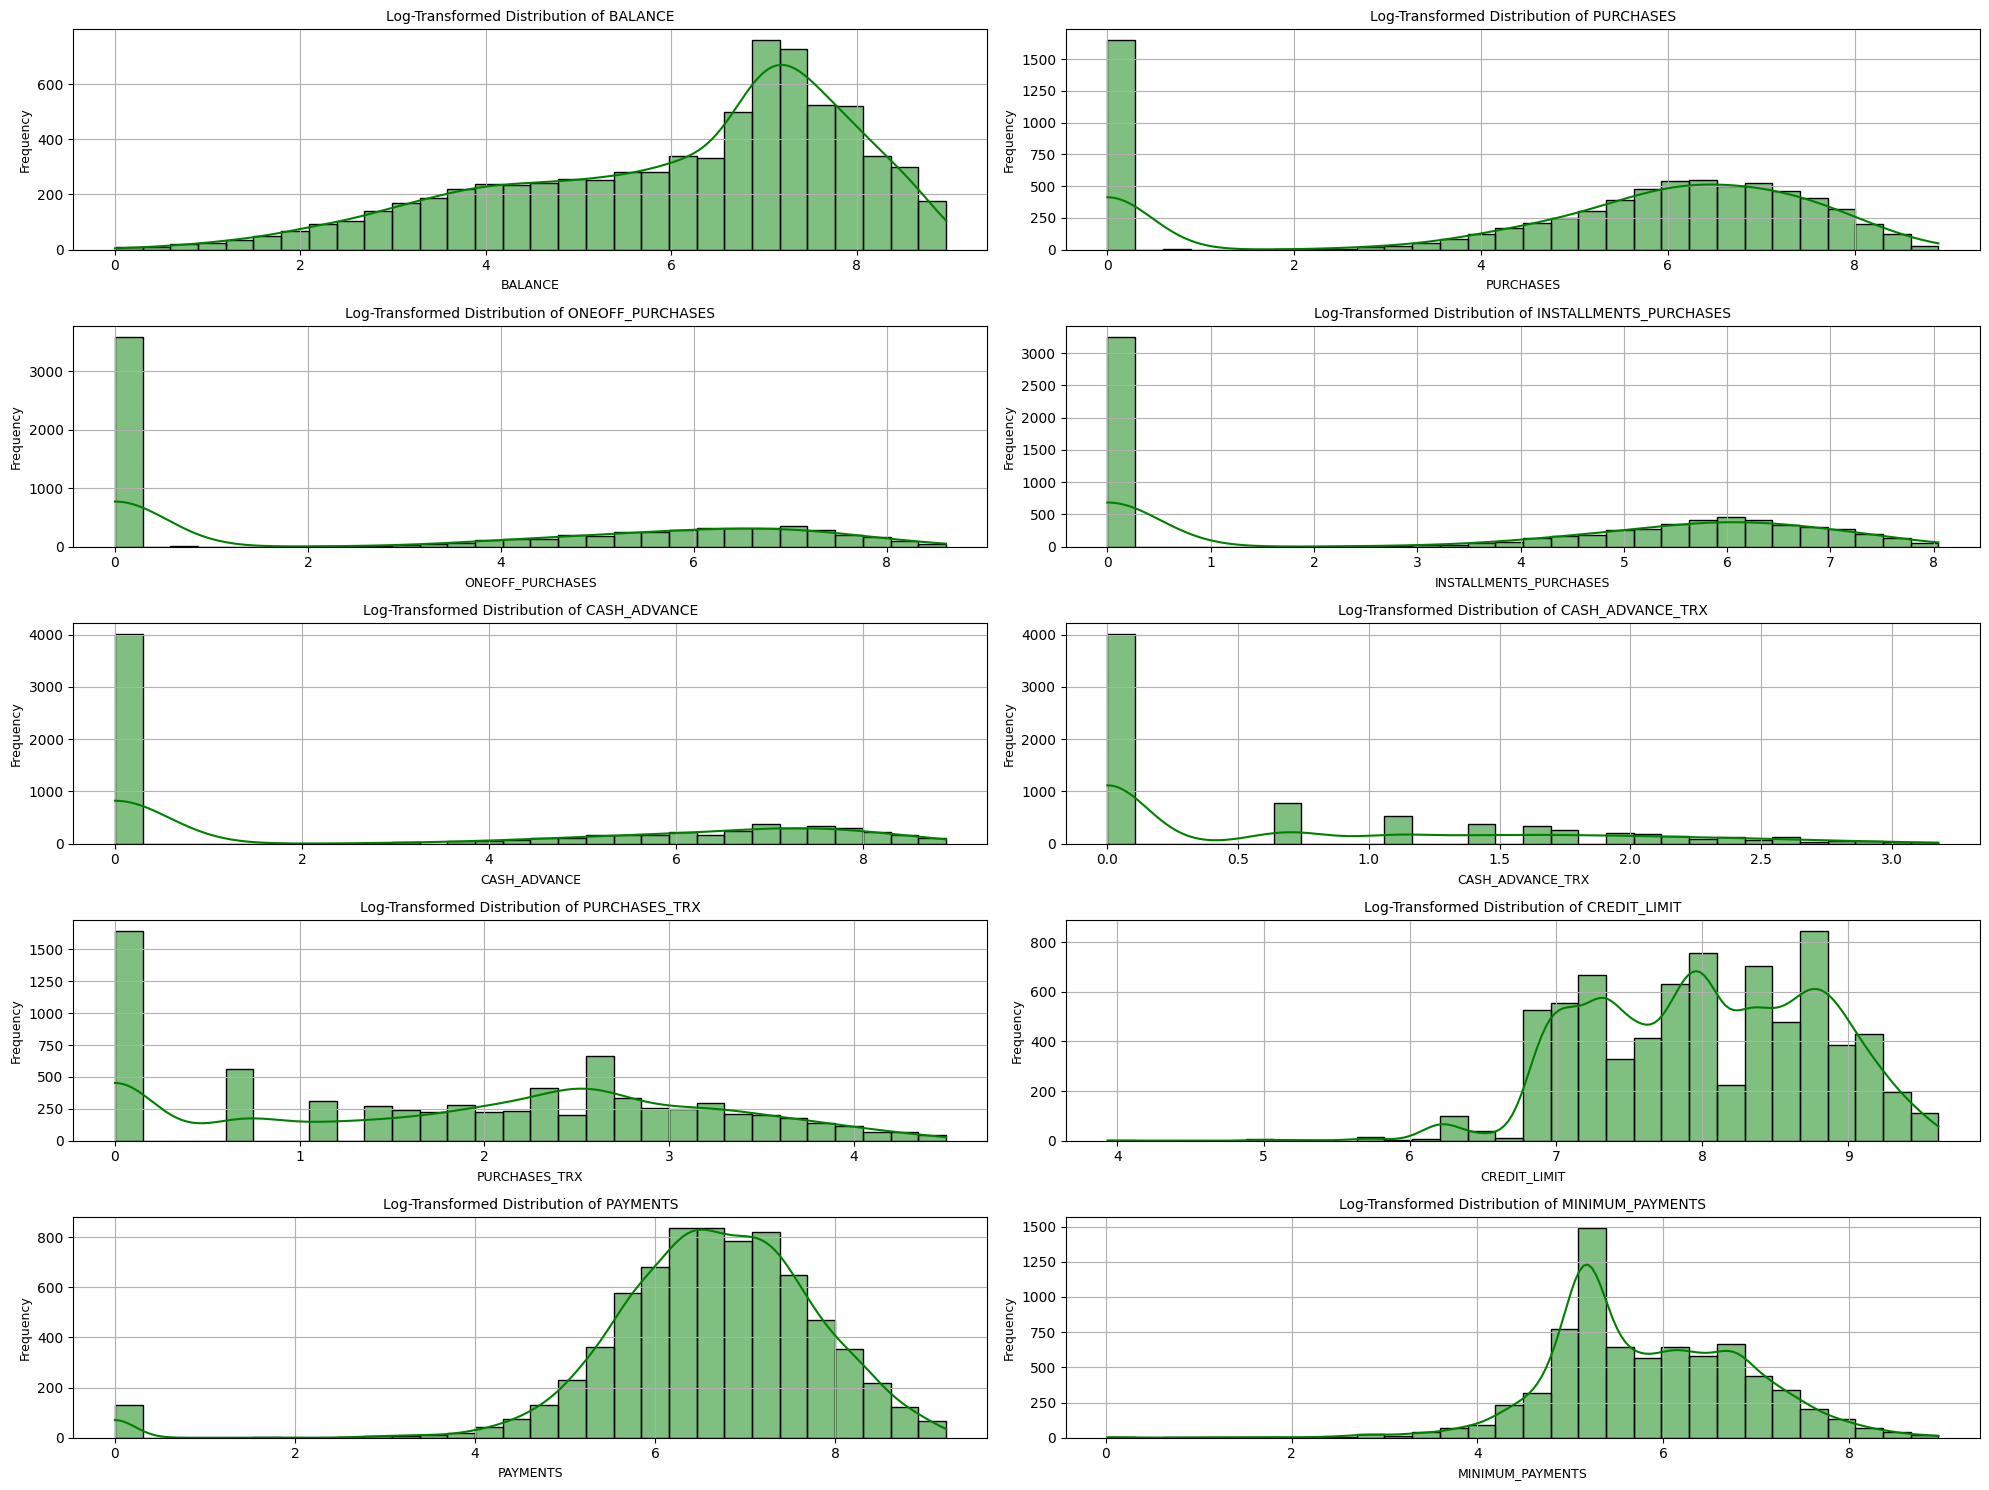 Log-Transformed Distribution of BALANCE
Frequency
600
400
200
0
0 2 4 6 8
BALANCE
Log-Transformed Distribution of PURCHASES
Frequency
1500
1250
1000
750
500
250
0
0 2 4 6 8
PURCHASES
Log-Transformed Distribution of ONEOFF_PURCHASES
Frequency
3000
2000
1000
0
0 2 4 6 8
ONEOFF_PURCHASES
Log-Transformed Distribution of INSTALLMENTS_PURCHASES
Frequency
3000
2500
2000
1500
1000
500
0
0 1 2 3 4 5 6 7 8
INSTALLMENTS_PURCHASES
Log-Transformed Distribution of CASH_ADVANCE
Frequency
4000
3000
2000
1000
0
0 2 4 6 8
CASH_ADVANCE
Log-Transformed Distribution of CASH_ADVANCE_TRX
Frequency
4000
3000
2000
1000
0
0.0 0.5 1.0 1.5 2.0 2.5 3.0
CASH_ADVANCE_TRX
Log-Transformed Distribution of PURCHASES_TRX
Frequency
1500
1250
1000
750
500
250
0
0 1 2 3 4
PURCHASES_TRX
Log-Transformed Distribution of CREDIT_LIMIT
Frequency
800
600
400
200
0
4 5 6 7 8 9
CREDIT_LIMIT
Log-Transformed Distribution of PAYMENTS
Frequency
800
600
400
200
0
0 2 4 6 8
PAYMENTS
Log-Transformed Distribution of MINIMUM_PAYMENTS
Frequency
1500
1250
1000
750
500
250
0
0 2 4 6 8
MINIMUM_PAYMENTS